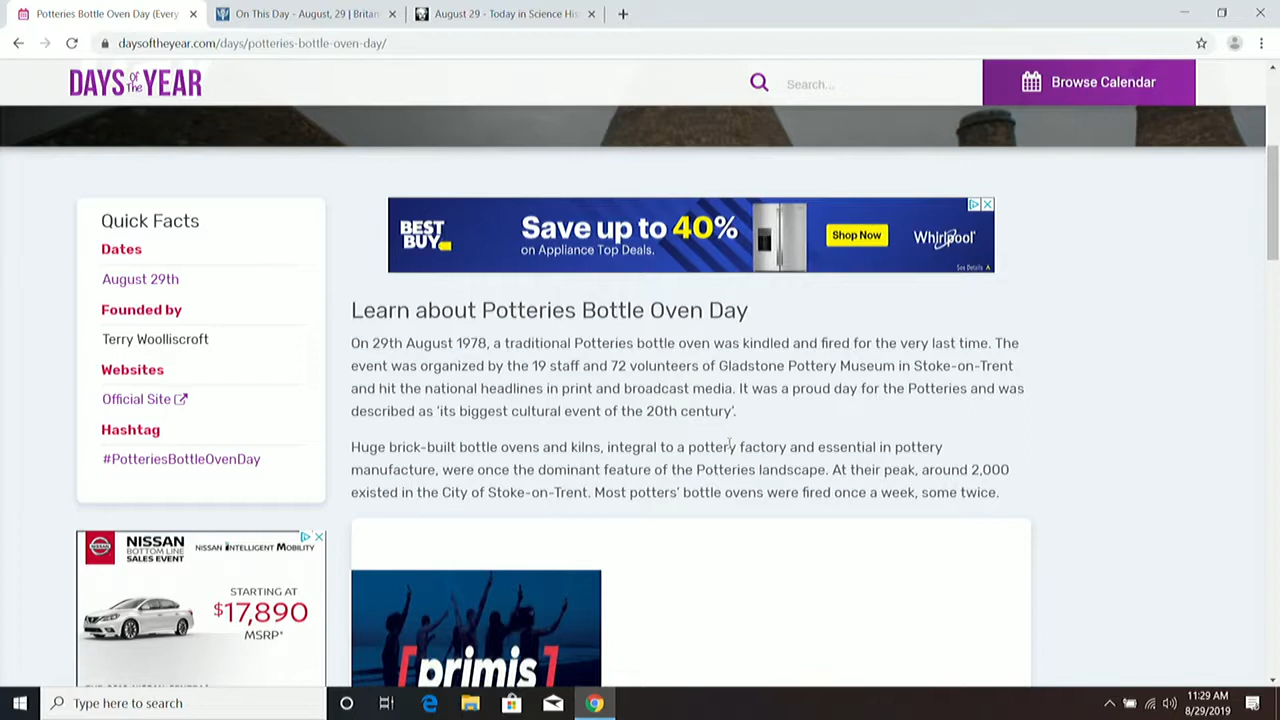 Potteries Bottle Oven Day (Every
On This Day - August, 29 | Britan
August 29 - Today in Science His
daysoftheyear.com/days/potteries-bottle-oven-day/
DAYS OF THE YEAR
Search...
Browse Calendar
Quick Facts
Dates
August 29th
Founded by
Terry Woolliscroft
Websites
Official Site
Hashtag
#PotteriesBottleOvenDay
BEST BUY
Save up to 40%
on Appliance Top Deals.
Shop Now
Whirlpool
See Details
Learn about Potteries Bottle Oven Day
On 29th August 1978, a traditional Potteries bottle oven was kindled and fired for the very last time. The
event was organized by the 19 staff and 72 volunteers of Gladstone Pottery Museum in Stoke-on-Trent
and hit the national headlines in print and broadcast media. It was a proud day for the Potteries and was
described as ‘its biggest cultural event of the 20th century’.
Huge brick-built bottle ovens and kilns, integral to a pottery factory and essential in pottery
manufacture, were once the dominant feature of the Potteries landscape. At their peak, around 2,000
existed in the City of Stoke-on-Trent. Most potters’ bottle ovens were fired once a week, some twice.
NISSAN
BOTTOM LINE
SALES EVENT
NISSAN INTELLIGENT MOBILITY
STARTING AT
$17,890
MSRP*
[primis]
Type here to search
11:29 AM
8/29/2019